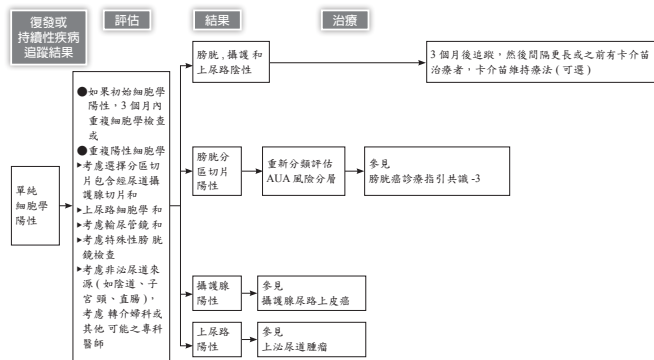 復發或
持續性疾病
追蹤結果
評估
結果
治療
單純
細胞學
陽性
●如果初始細胞學
陽性，3 個月內
重複細胞學檢查
或
●重複陽性細胞學
▸考慮選擇分區切
片包含經尿道攝
護腺切片和
▸上尿路細胞學 和
▸考慮輸尿管鏡 和
▸考慮特殊性膀 胱
鏡檢查
▸考慮非泌尿道來
源 ( 如陰道、子
宮 頸、直腸 )，
考慮 轉介婦科或
其他 可能之專科
醫師
膀胱 , 攝護 和
上尿路陰性
3 個月後追蹤，然後間隔更長或之前有卡介苗
治療者，卡介苗維持療法 ( 可選 )
膀胱分
區切片
陽性
重新分類評估
AUA 風險分層
參見
膀胱癌診療指引共識 -3
攝護腺
陽性
參見
攝護腺尿路上皮癌
上尿路
陽性
參見
上泌尿道腫瘤